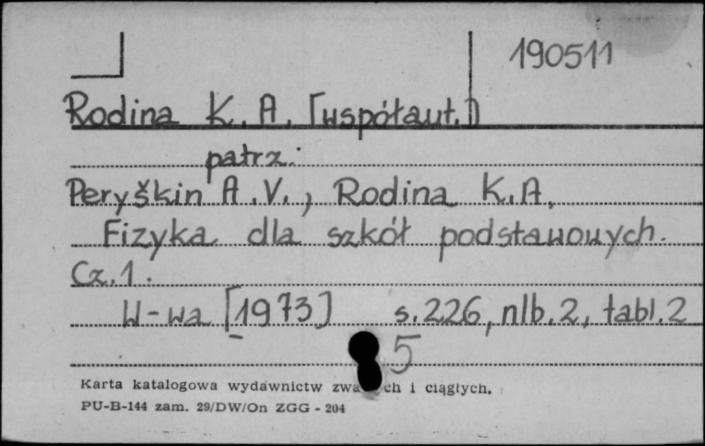 190511
Rodina K. A. [współaut.]
patrz:
Peryškin A. V., Rodina K. A.
Fizyka dla szkół podstawowych.
Cz. 1.
W-wa [1973] s. 226, nlb. 2, tabl. 2
5
Karta katalogowa wydawnictw ch i ciągłych.
PU-B-144 zam. 29/DW/On ZGG - 204